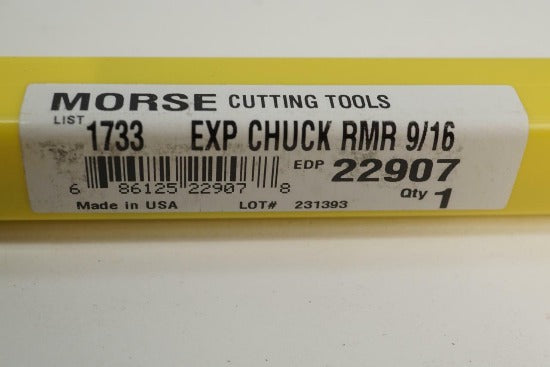 MORSE CUTTING TOOLS
LIST 1733 EXP CHUCK RMR 9/16
EDP 22907
6 86125 22907 8
Qty 1
Made in USA LOT# 231393